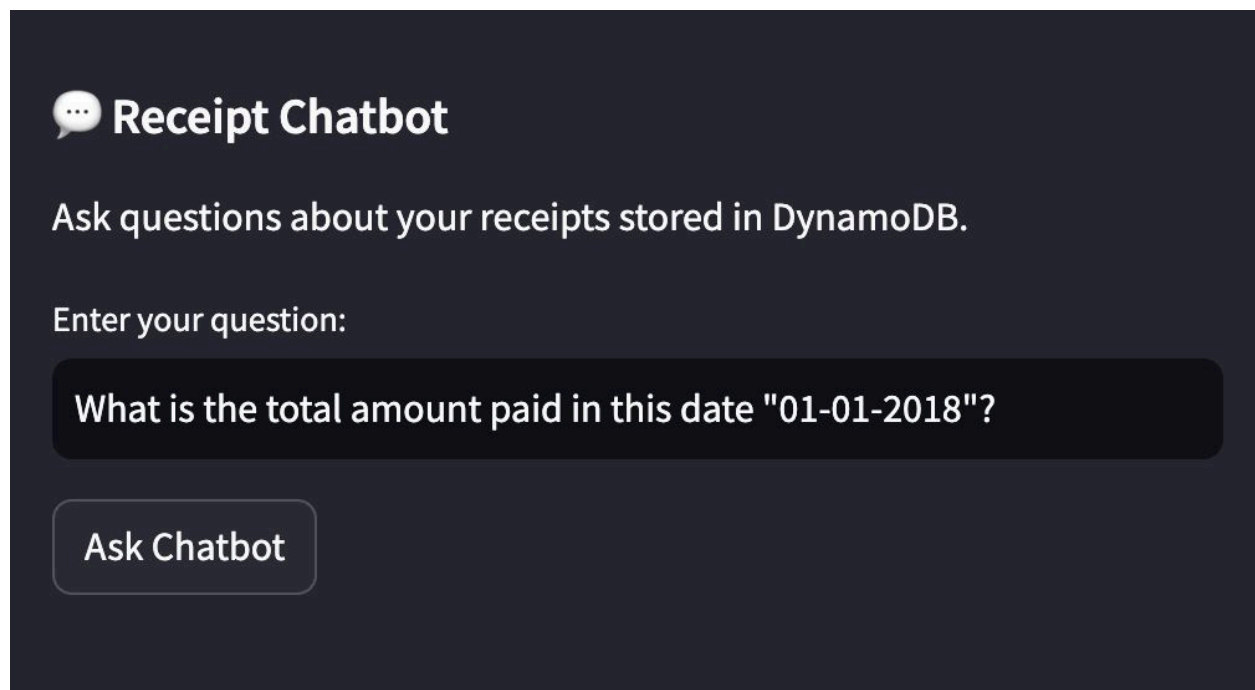 Receipt Chatbot
Ask questions about your receipts stored in DynamoDB.
Enter your question:
What is the total amount paid in this date "01-01-2018"?
Ask Chatbot